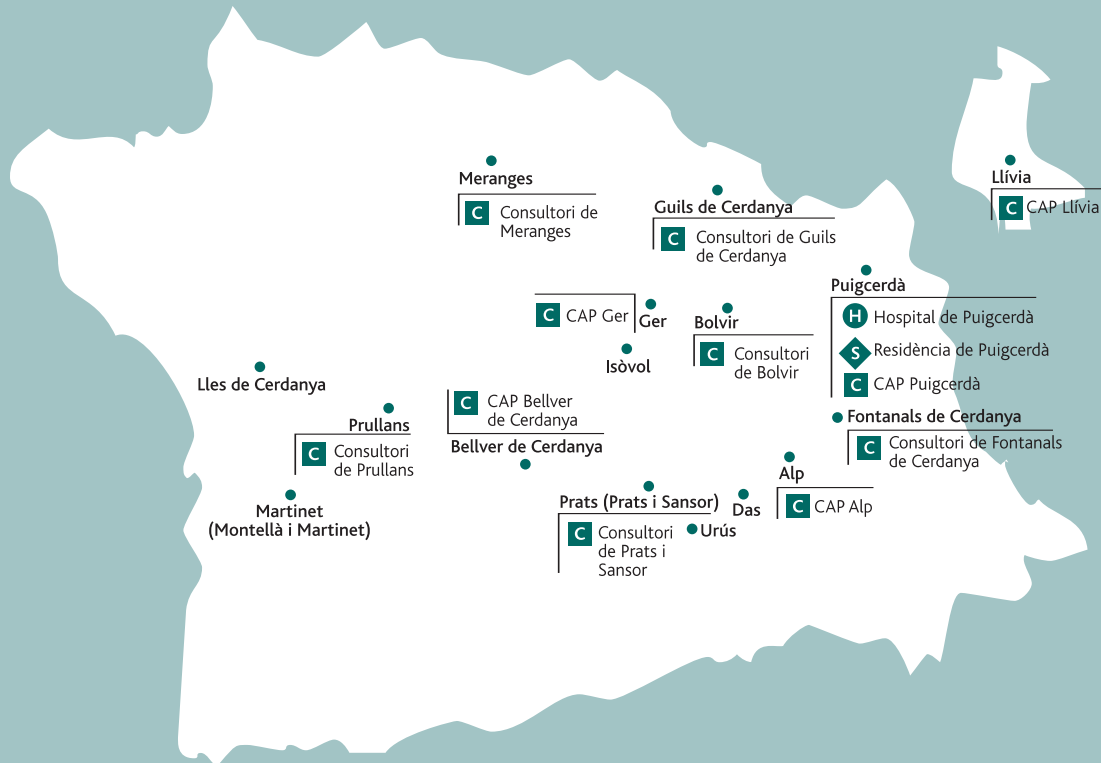 Meranges
C Consultori de
Meranges
Guils de Cerdanya
C Consultori de Guils
de Cerdanya
Llívia
C CAP Llívia
Puigcerdà
H Hospital de Puigcerdà
S Residència de Puigcerdà
C CAP Puigcerdà
C CAP Ger
Ger
Bolvir
C Consultori
de Bolvir
Isòvol
Lles de Cerdanya
Prullans
C Consultori
de Prullans
C CAP Bellver
de Cerdanya
Bellver de Cerdanya
Fontanals de Cerdanya
C Consultori de Fontanals
de Cerdanya
Alp
C CAP Alp
Martinet
(Montellà i Martinet)
Prats (Prats i Sansor)
C Consultori
de Prats i
Sansor
Das
Urús